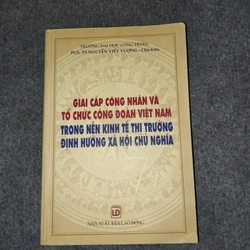 TRƯỜNG ĐẠI HỌC CÔNG ĐOÀN
PGS. TS NGUYỄN VIẾT VƯỢNG - Chủ biên
GIAI CẤP CÔNG NHÂN VÀ
TỔ CHỨC CÔNG ĐOÀN VIỆT NAM
TRONG NỀN KINH TẾ THỊ TRƯỜNG
ĐỊNH HƯỚNG XÃ HỘI CHỦ NGHĨA
NHÀ XUẤT BẢN LAO ĐỘNG